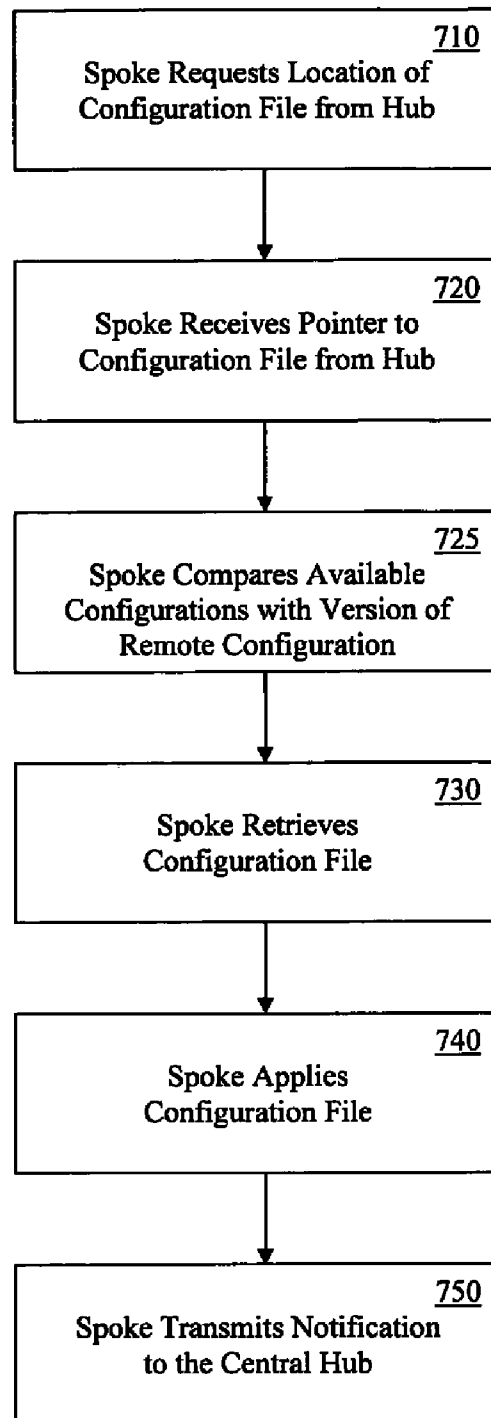 710
Spoke Requests Location of
Configuration File from Hub
720
Spoke Receives Pointer to
Configuration File from Hub
725
Spoke Compares Available
Configurations with Version of
Remote Configuration
730
Spoke Retrieves
Configuration File
740
Spoke Applies
Configuration File
750
Spoke Transmits Notification
to the Central Hub